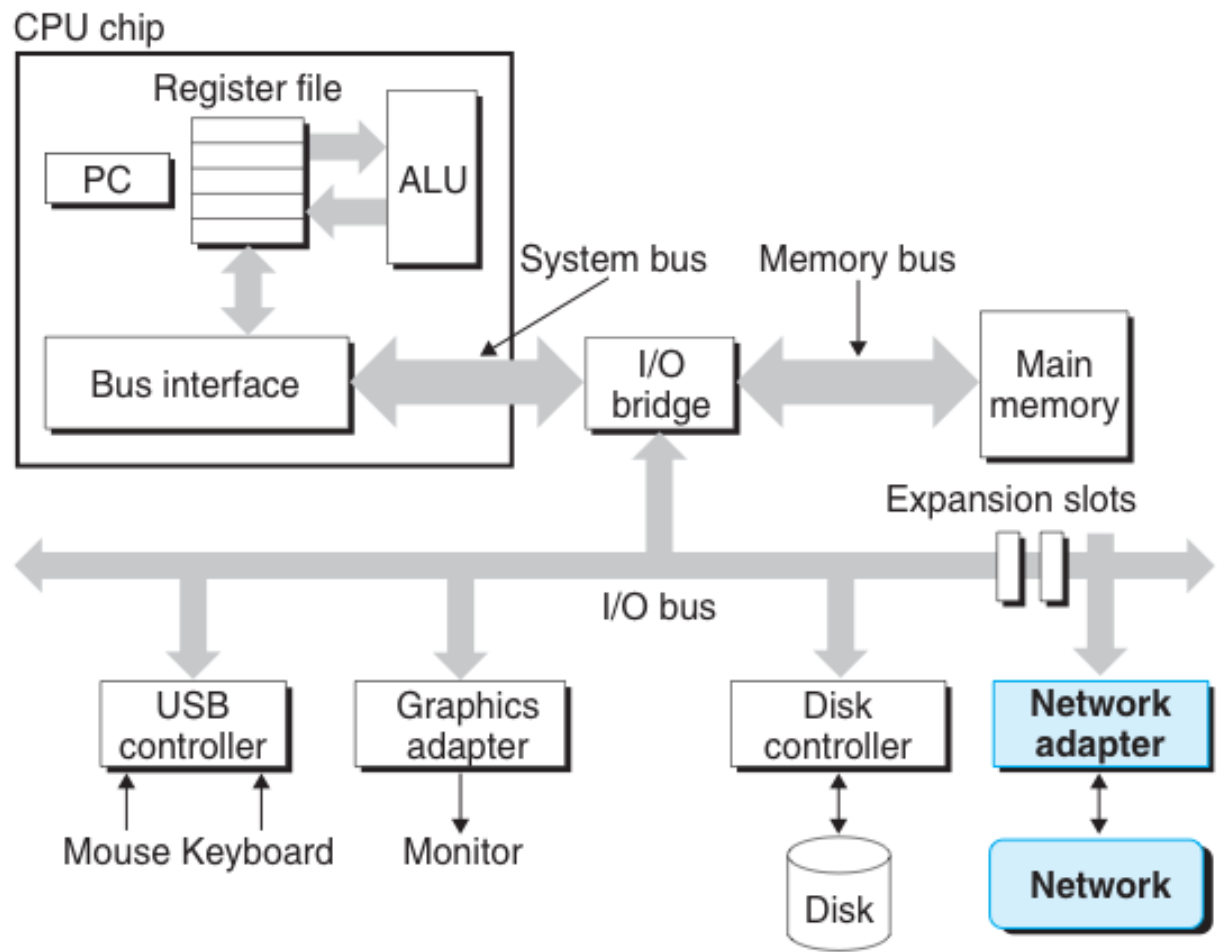 CPU chip
Register file
PC
ALU
System bus
Memory bus
Bus interface
I/O
bridge
Main
memory
Expansion slots
I/O bus
USB
controller
Graphics
adapter
Disk
controller
Network
adapter
Mouse Keyboard
Monitor
Disk
Network